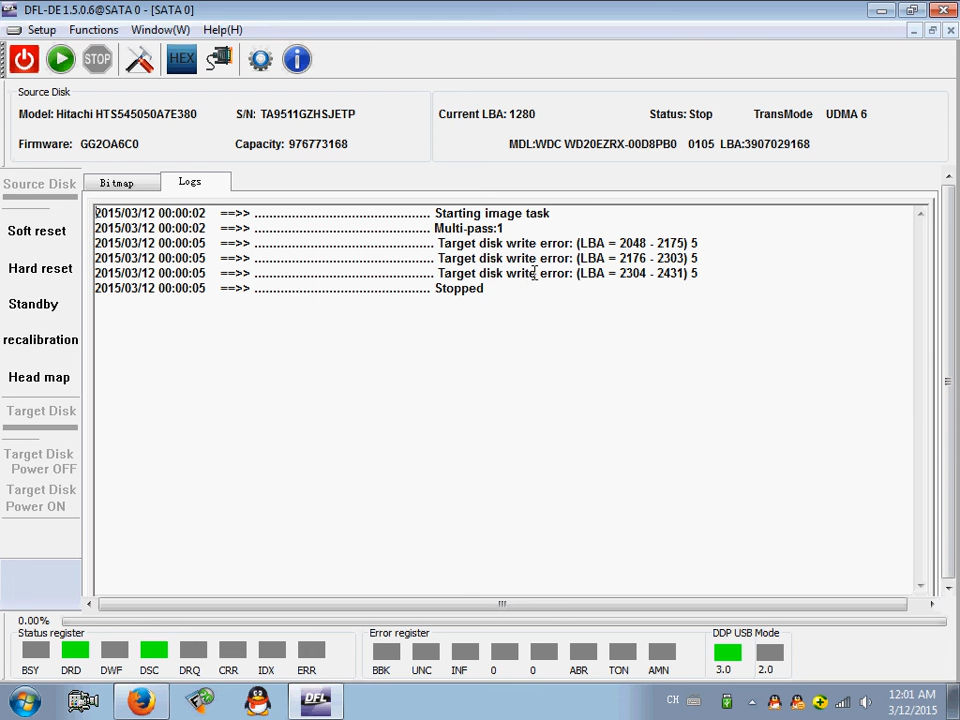 DFL-DE 1.5.0.6@SATA 0 - [SATA 0]
Setup Functions Window(W) Help(H)
STOP HEX
Source Disk
Model: Hitachi HTS545050A7E380 S/N: TA9511GZHSJETP Current LBA: 1280 Status: Stop TransMode UDMA 6
Firmware: GG2OA6C0 Capacity: 976773168 MDL:WDC WD20EZRX-00D8PB0 0105 LBA:3907029168
Source Disk
Bitmap Logs
Soft reset
Hard reset
Standby
recalibration
Head map
Target Disk
Target Disk
Power OFF
Target Disk
Power ON
2015/03/12 00:00:02 ==>> ................................................ Starting image task
2015/03/12 00:00:02 ==>> ................................................ Multi-pass:1
2015/03/12 00:00:05 ==>> ................................................ Target disk write error: (LBA = 2048 - 2175) 5
2015/03/12 00:00:05 ==>> ................................................ Target disk write error: (LBA = 2176 - 2303) 5
2015/03/12 00:00:05 ==>> ................................................ Target disk write error: (LBA = 2304 - 2431) 5
2015/03/12 00:00:05 ==>> ................................................ Stopped
0.00%
Status register Error register DDP USB Mode
BSY DRD DWF DSC DRQ CRR IDX ERR BBK UNC INF 0 0 ABR TON AMN 3.0 2.0
DFL CH 12:01 AM
3/12/2015